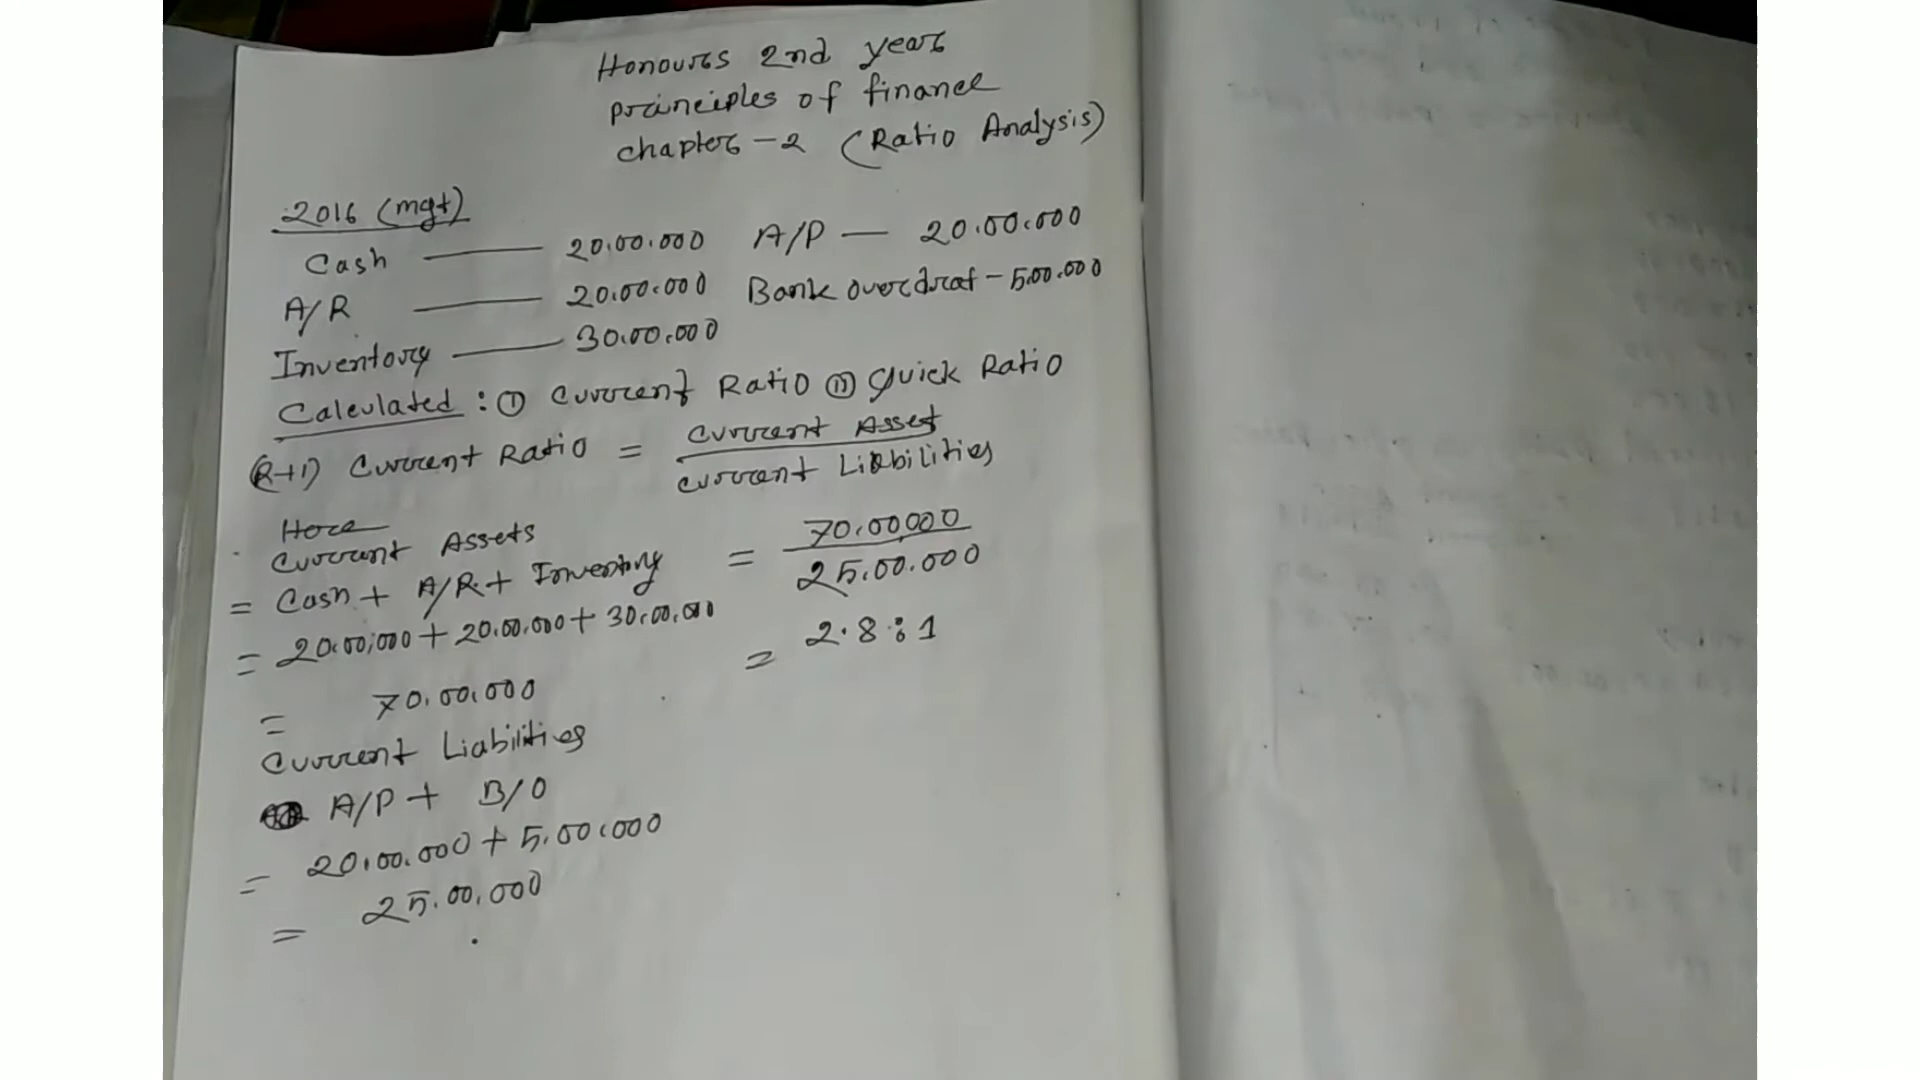 Honours 2nd year
principles of finance
chapter - 2 (Ratio Analysis)
2016 (mgt)
Cash — 20,00,000 A/P — 20,00,000
A/R — 20,00,000 Bank overdraf - 5,00,000
Inventory — 30,00,000
Calculated : (i) Current Ratio (ii) Quick Ratio
(R+1) Current Ratio = Current Asset / Current Liabilities
Here
Current Assets
= Cash + A/R + Inventory
= 20,00,000 + 20,00,000 + 30,00,000
= 70,00,000
= 70,00,000 / 25,00,000
= 2.8 : 1
Current Liabilities
A/P + B/O
= 20,00,000 + 5,00,000
= 25,00,000